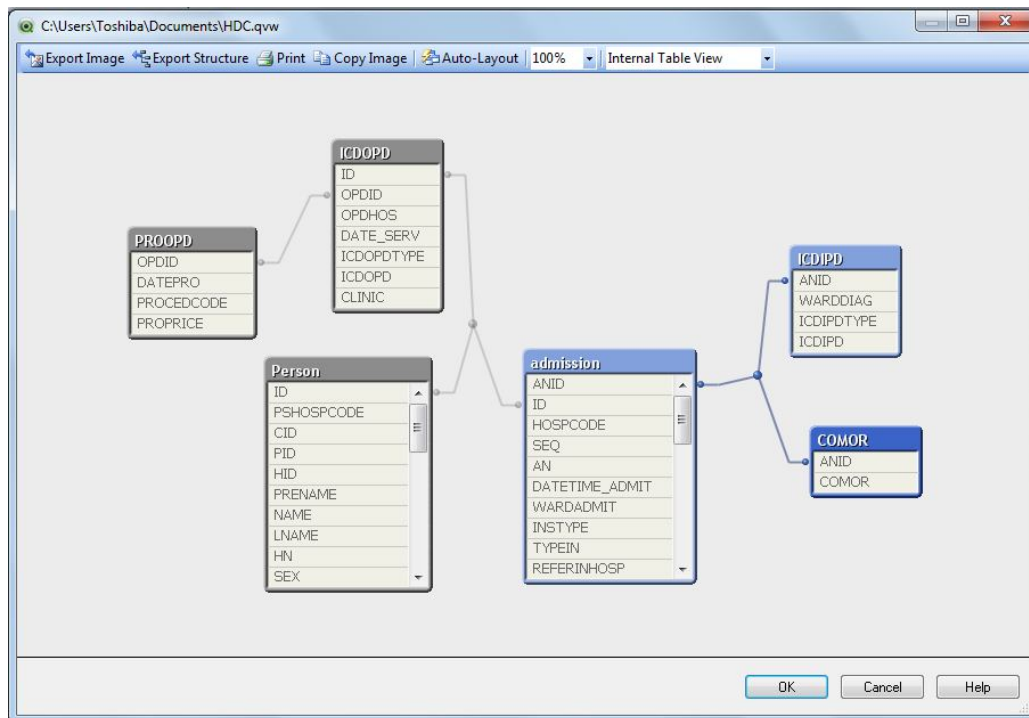 C:\Users\Toshiba\Documents\HDC.qvw
Export Image Export Structure Print Copy Image Auto-Layout 100% Internal Table View
ICDOPD
ID
OPDID
OPDHOS
DATE_SERV
ICDOPDTYPE
ICDOPD
CLINIC
PROOPD
OPDID
DATEPRO
PROCEDCODE
PROPRICE
ICDIPD
ANID
WARDDIAG
ICDIPDTYPE
ICDIPD
Person
ID
PSHOSPCODE
CID
PID
HID
PRENAME
NAME
LNAME
HN
SEX
admission
ANID
ID
HOSPCODE
SEQ
AN
DATETIME_ADMIT
WARDADMIT
INSTYPE
TYPEIN
REFERINHOSP
COMOR
ANID
COMOR
OK Cancel Help